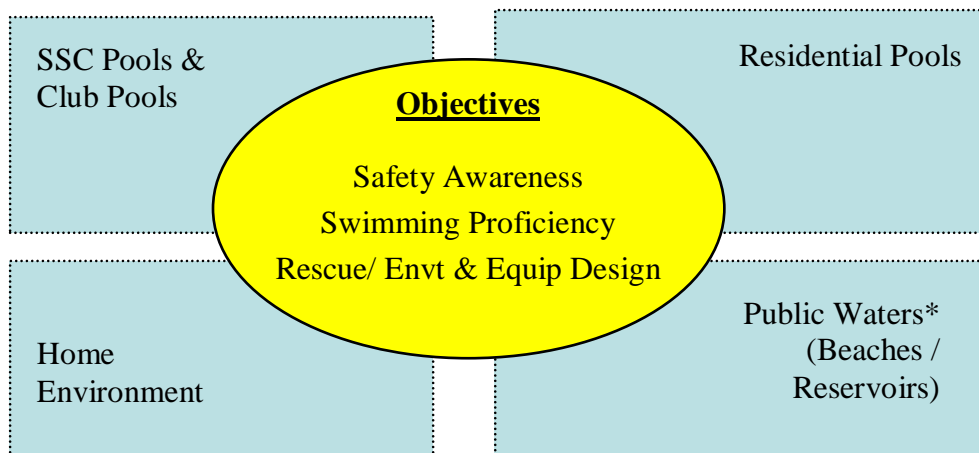 SSC Pools &
Club Pools
Residential Pools
Objectives
Safety Awareness
Swimming Proficiency
Rescue/ Envt & Equip Design
Home
Environment
Public Waters*
(Beaches /
Reservoirs)